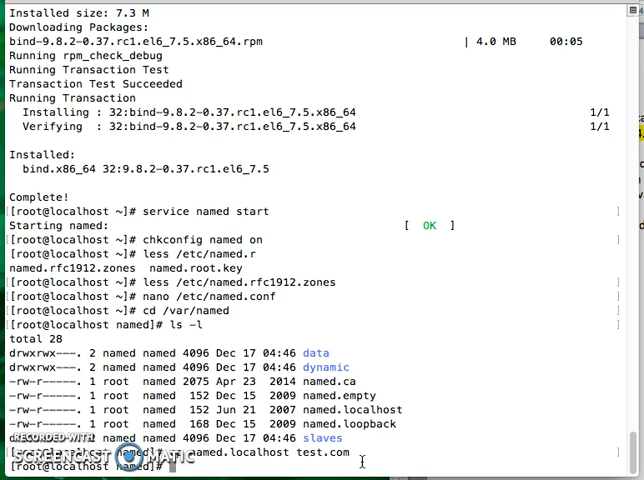 Installed size: 7.3 M
Downloading Packages:
bind-9.8.2-0.37.rc1.el6_7.5.x86_64.rpm | 4.0 MB 00:05
Running rpm_check_debug
Running Transaction Test
Transaction Test Succeeded
Running Transaction
Installing : 32:bind-9.8.2-0.37.rc1.el6_7.5.x86_64 1/1
Verifying : 32:bind-9.8.2-0.37.rc1.el6_7.5.x86_64 1/1
Installed:
bind.x86_64 32:9.8.2-0.37.rc1.el6_7.5
Complete!
[[root@localhost ~]# service named start ]
Starting named: [ OK ]
[[root@localhost ~]# chkconfig named on ]
[[root@localhost ~]# less /etc/named.r
named.rfc1912.zones named.root.key
[[root@localhost ~]# less /etc/named.rfc1912.zones ]
[[root@localhost ~]# nano /etc/named.conf ]
[[root@localhost ~]# cd /var/named ]
[[root@localhost named]# ls -l ]
total 28
drwxrwx---. 2 named named 4096 Dec 17 04:46 data
drwxrwx---. 2 named named 4096 Dec 17 04:46 dynamic
-rw-r-----. 1 root named 2075 Apr 23 2014 named.ca
-rw-r-----. 1 root named 152 Dec 15 2009 named.empty
-rw-r-----. 1 root named 152 Jun 21 2007 named.localhost
-rw-r-----. 1 root named 168 Dec 15 2009 named.loopback
2 named named 4096 Dec 17 04:46 slaves
named.localhost test.com ]
[root@localhost named]#
RECORDED WITH
SCREENCAST MATIC